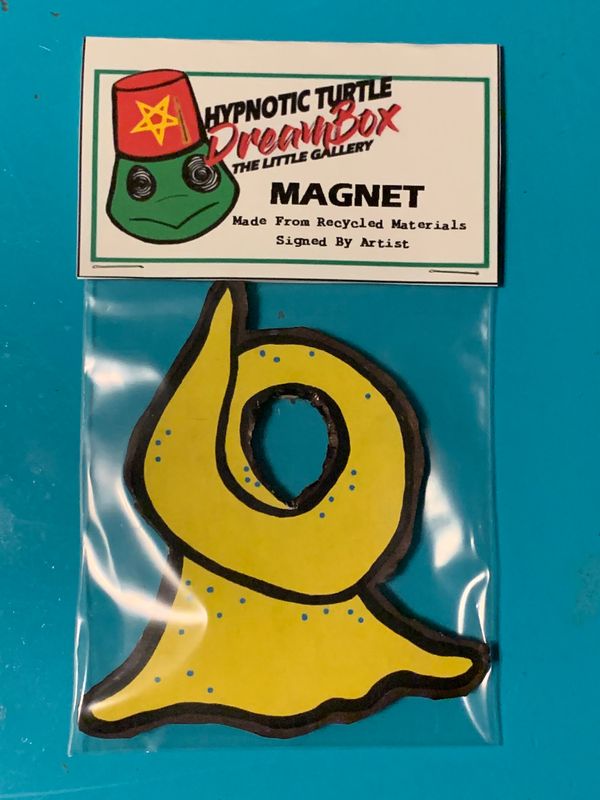 HYPNOTIC TURTLE
DreamBox
THE LITTLE GALLERY
MAGNET
Made From Recycled Materials
Signed By Artist